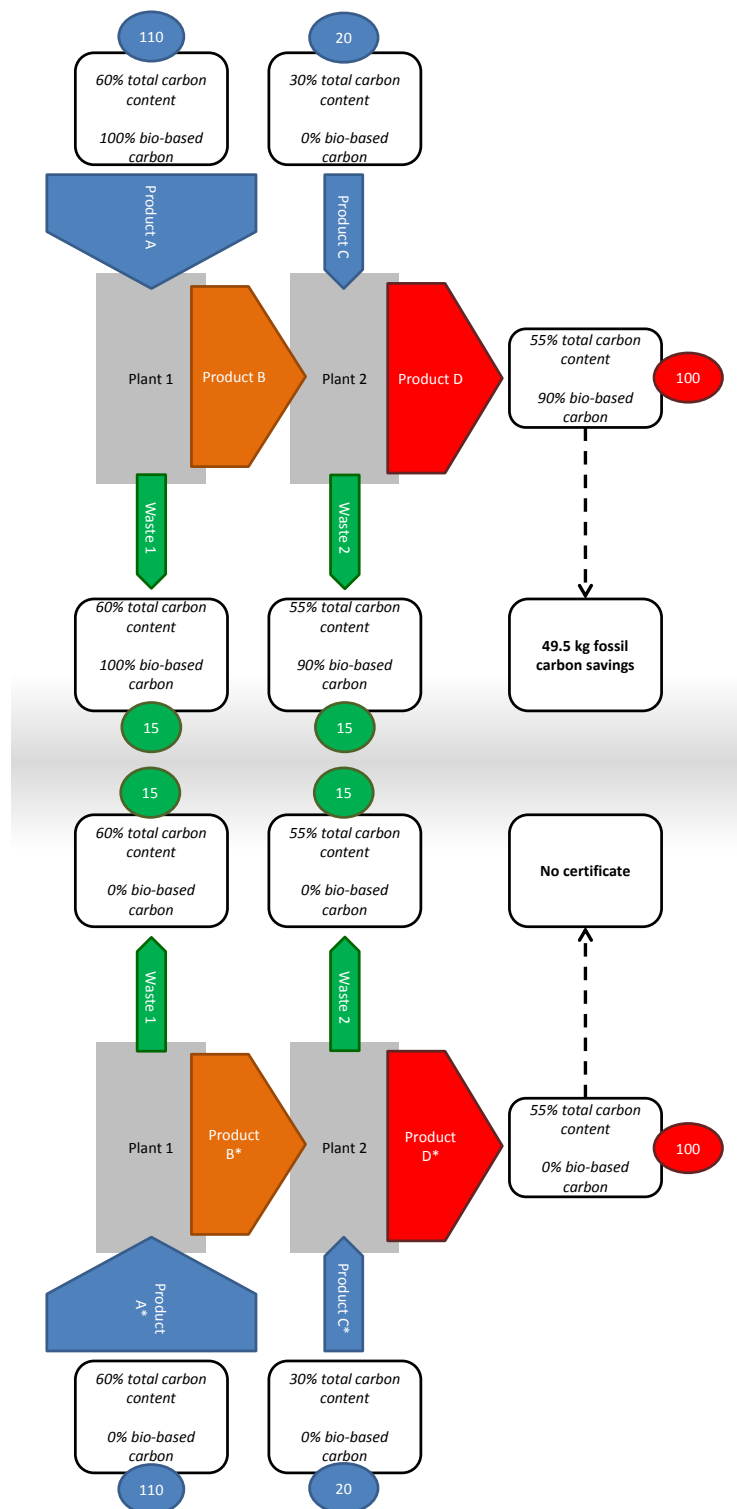 110
20
60% total carbon
content
100% bio-based
carbon
30% total carbon
content
0% bio-based
carbon
Product A
Product C
Plant 1
Product B
Plant 2
Product D
55% total carbon
content
90% bio-based
carbon
100
Waste 1
Waste 2
60% total carbon
content
100% bio-based
carbon
55% total carbon
content
90% bio-based
carbon
49.5 kg fossil
carbon savings
15
15
15
15
60% total carbon
content
0% bio-based
carbon
55% total carbon
content
0% bio-based
carbon
No certificate
Waste 1
Waste 2
Plant 1
Product
B*
Plant 2
Product
D*
55% total carbon
content
0% bio-based
carbon
100
Product
A*
Product C*
60% total carbon
content
0% bio-based
carbon
30% total carbon
content
0% bio-based
carbon
110
20